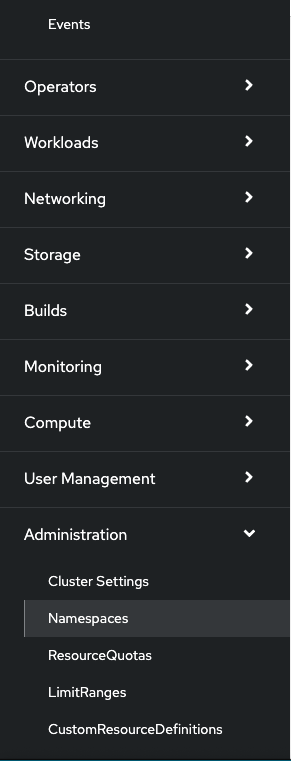 Events
Operators
Workloads
Networking
Storage
Builds
Monitoring
Compute
User Management
Administration
Cluster Settings
Namespaces
ResourceQuotas
LimitRanges
CustomResourceDefinitions